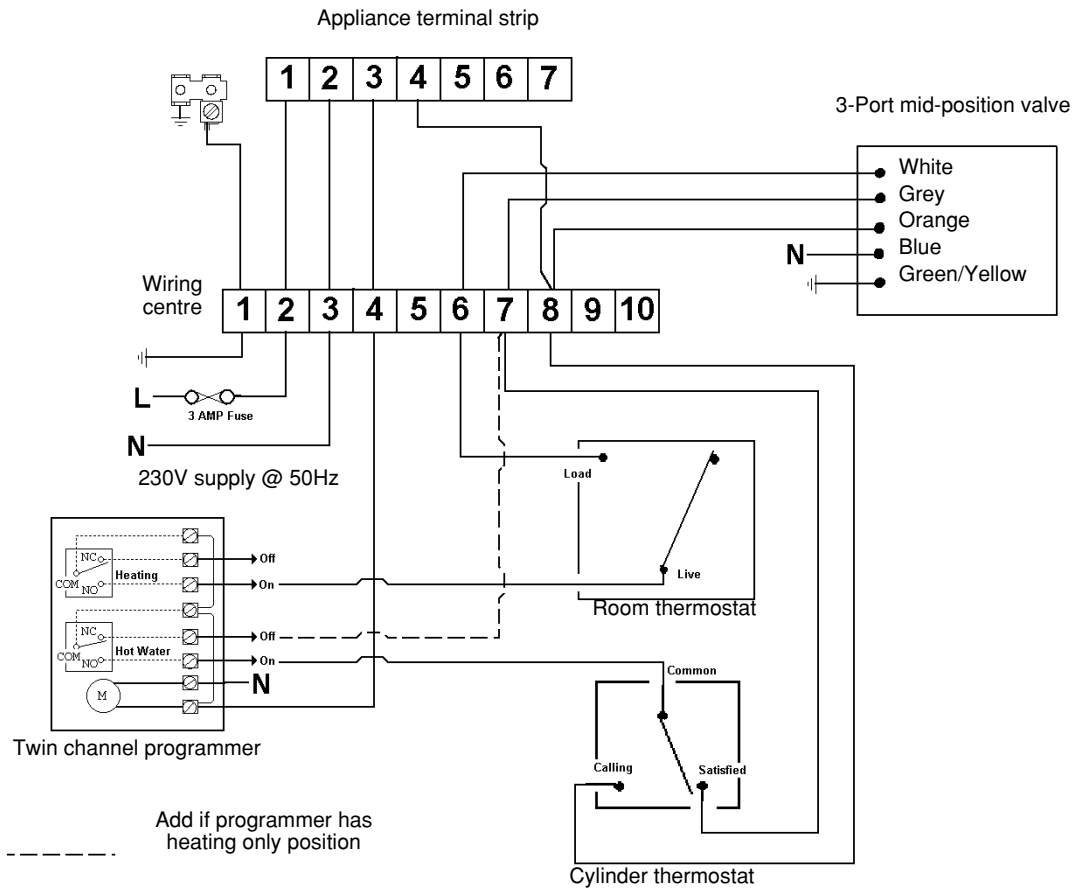 Appliance terminal strip
1 2 3 4 5 6 7
3-Port mid-position valve
White
Grey
Orange
N Blue
Green/Yellow
Wiring
centre
1 2 3 4 5 6 7 8 9 10
L
3 AMP Fuse
N
230V supply @ 50Hz
Load
Live
Room thermostat
NC
COM
NO
Heating
Off
On
NC
COM
NO
Hot Water
Off
On
M
N
Twin channel programmer
Common
Calling
Satisfied
Cylinder thermostat
Add if programmer has
heating only position